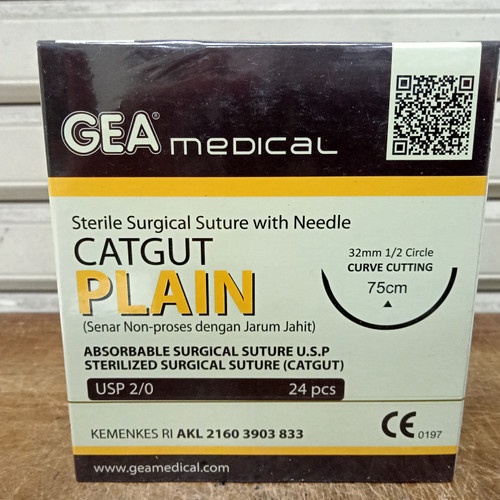 GEA® medical
Sterile Surgical Suture with Needle
CATGUT
PLAIN
(Senar Non-proses dengan Jarum Jahit)
32mm 1/2 Circle
CURVE CUTTING
75cm
ABSORBABLE SURGICAL SUTURE U.S.P
STERILIZED SURGICAL SUTURE (CATGUT)
USP 2/0 24 pcs
KEMENKES RI AKL 2160 3903 833
CE 0197
www.geamedical.com